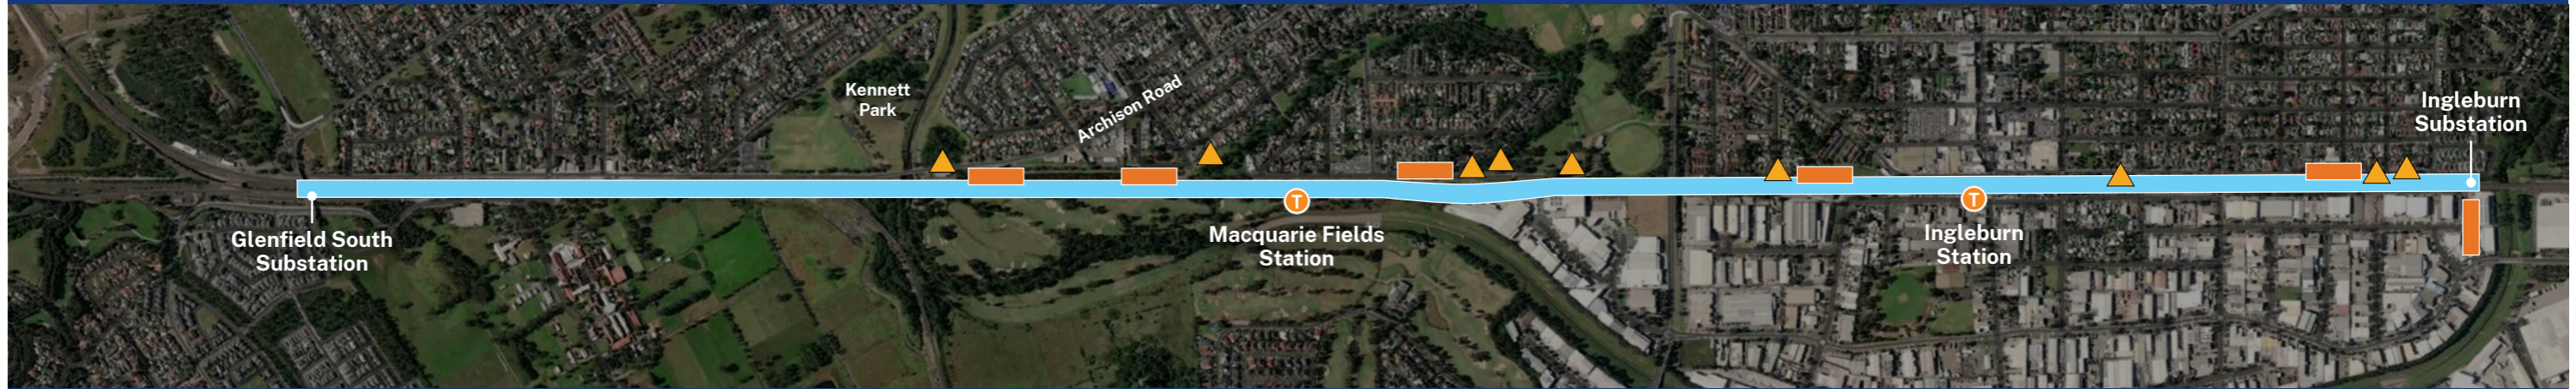 Kennett
Park
Archison Road
Ingleburn
Substation
Glenfield South
Substation
T
Macquarie Fields
Station
T
Ingleburn
Station